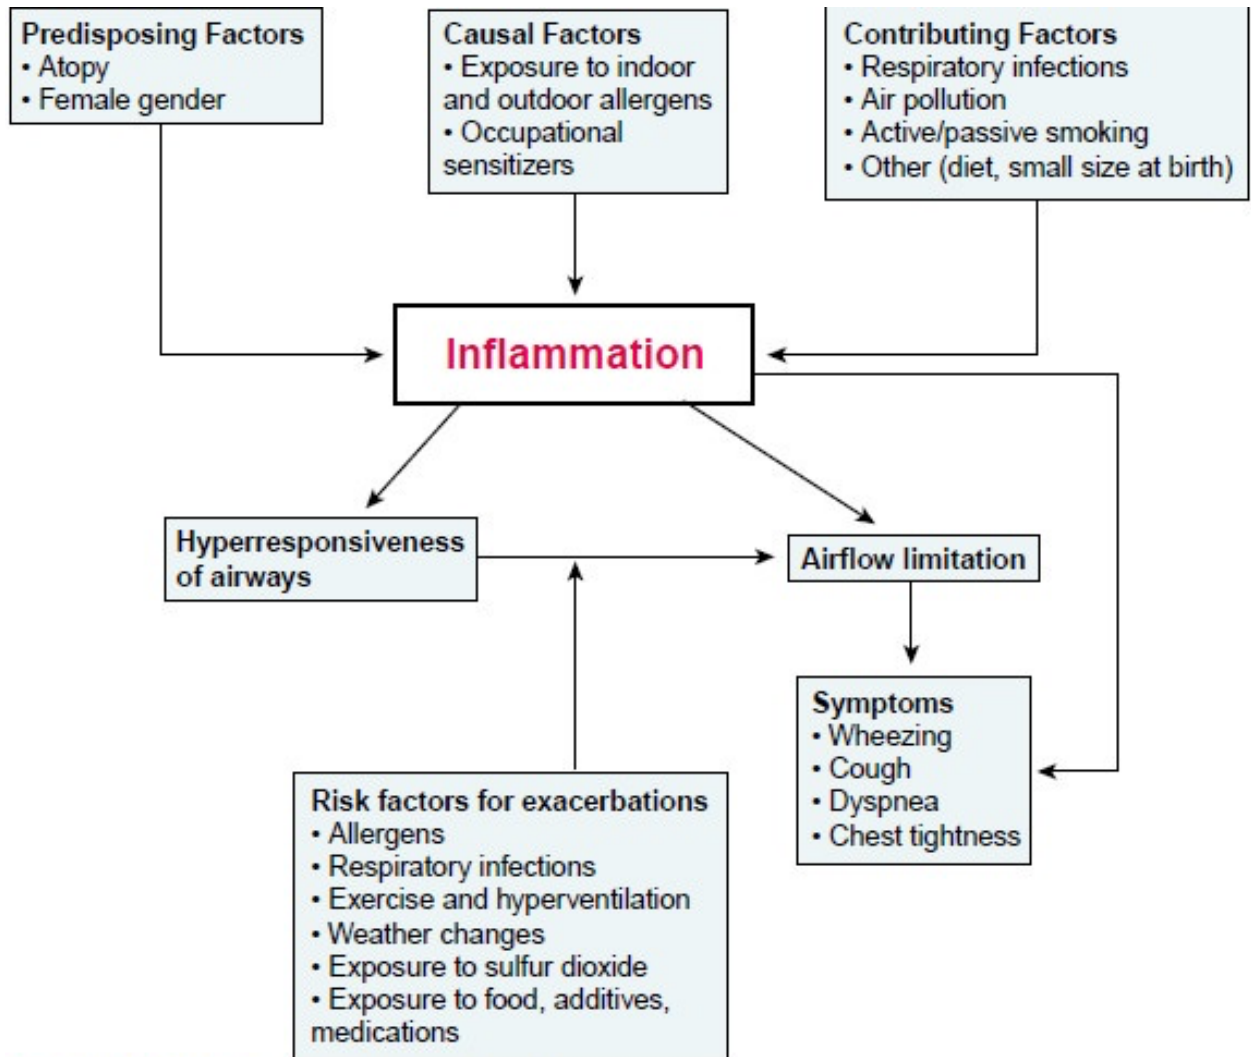 Predisposing Factors
• Atopy
• Female gender
Causal Factors
• Exposure to indoor
and outdoor allergens
• Occupational
sensitizers
Contributing Factors
• Respiratory infections
• Air pollution
• Active/passive smoking
• Other (diet, small size at birth)
Inflammation
Hyperresponsiveness
of airways
Airflow limitation
Symptoms
• Wheezing
• Cough
• Dyspnea
• Chest tightness
Risk factors for exacerbations
• Allergens
• Respiratory infections
• Exercise and hyperventilation
• Weather changes
• Exposure to sulfur dioxide
• Exposure to food, additives,
medications